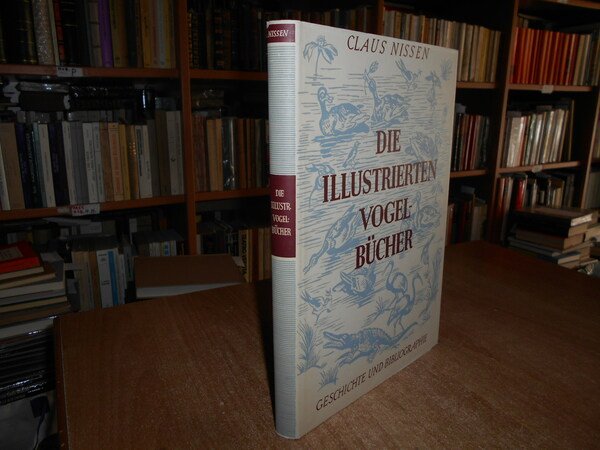 NISSEN
DIE
ILLUSTR.
VOGEL-
BÜCHER
CLAUS NISSEN
DIE
ILLUSTRIERTEN
VOGEL-
BÜCHER
GESCHICHTE UND BIBLIOGRAPHIE